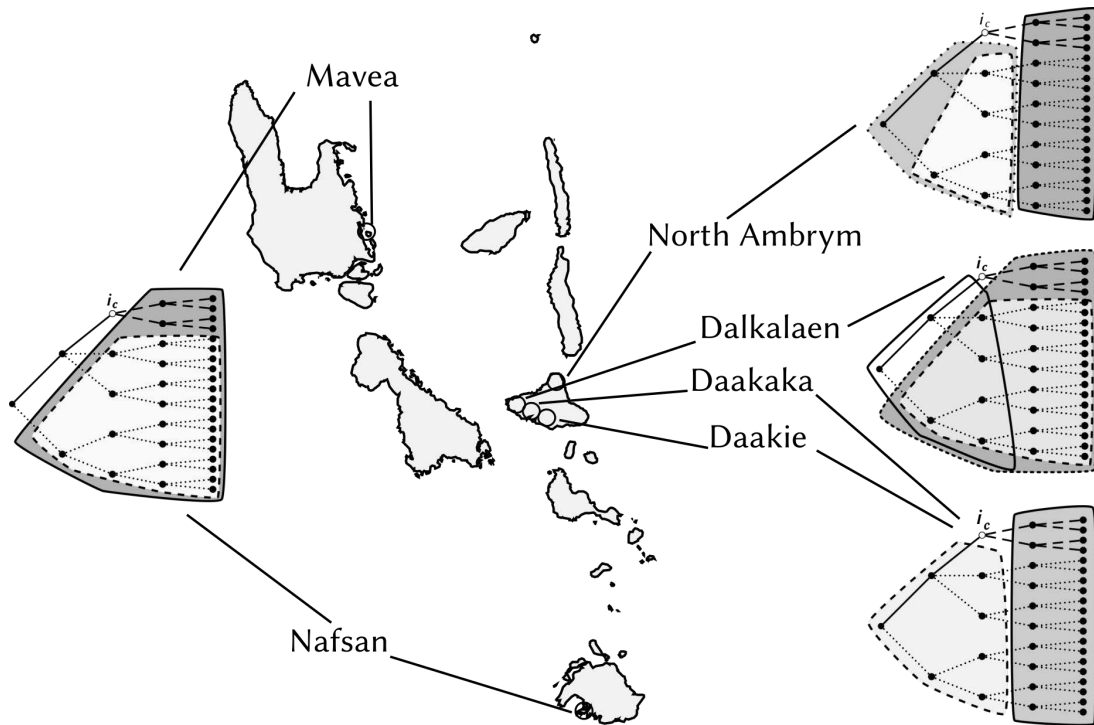 Mavea
i_c
North Ambrym
i_c
i_c
Dalkalaen
Daakaka
Daakie
i_c
Nafsan